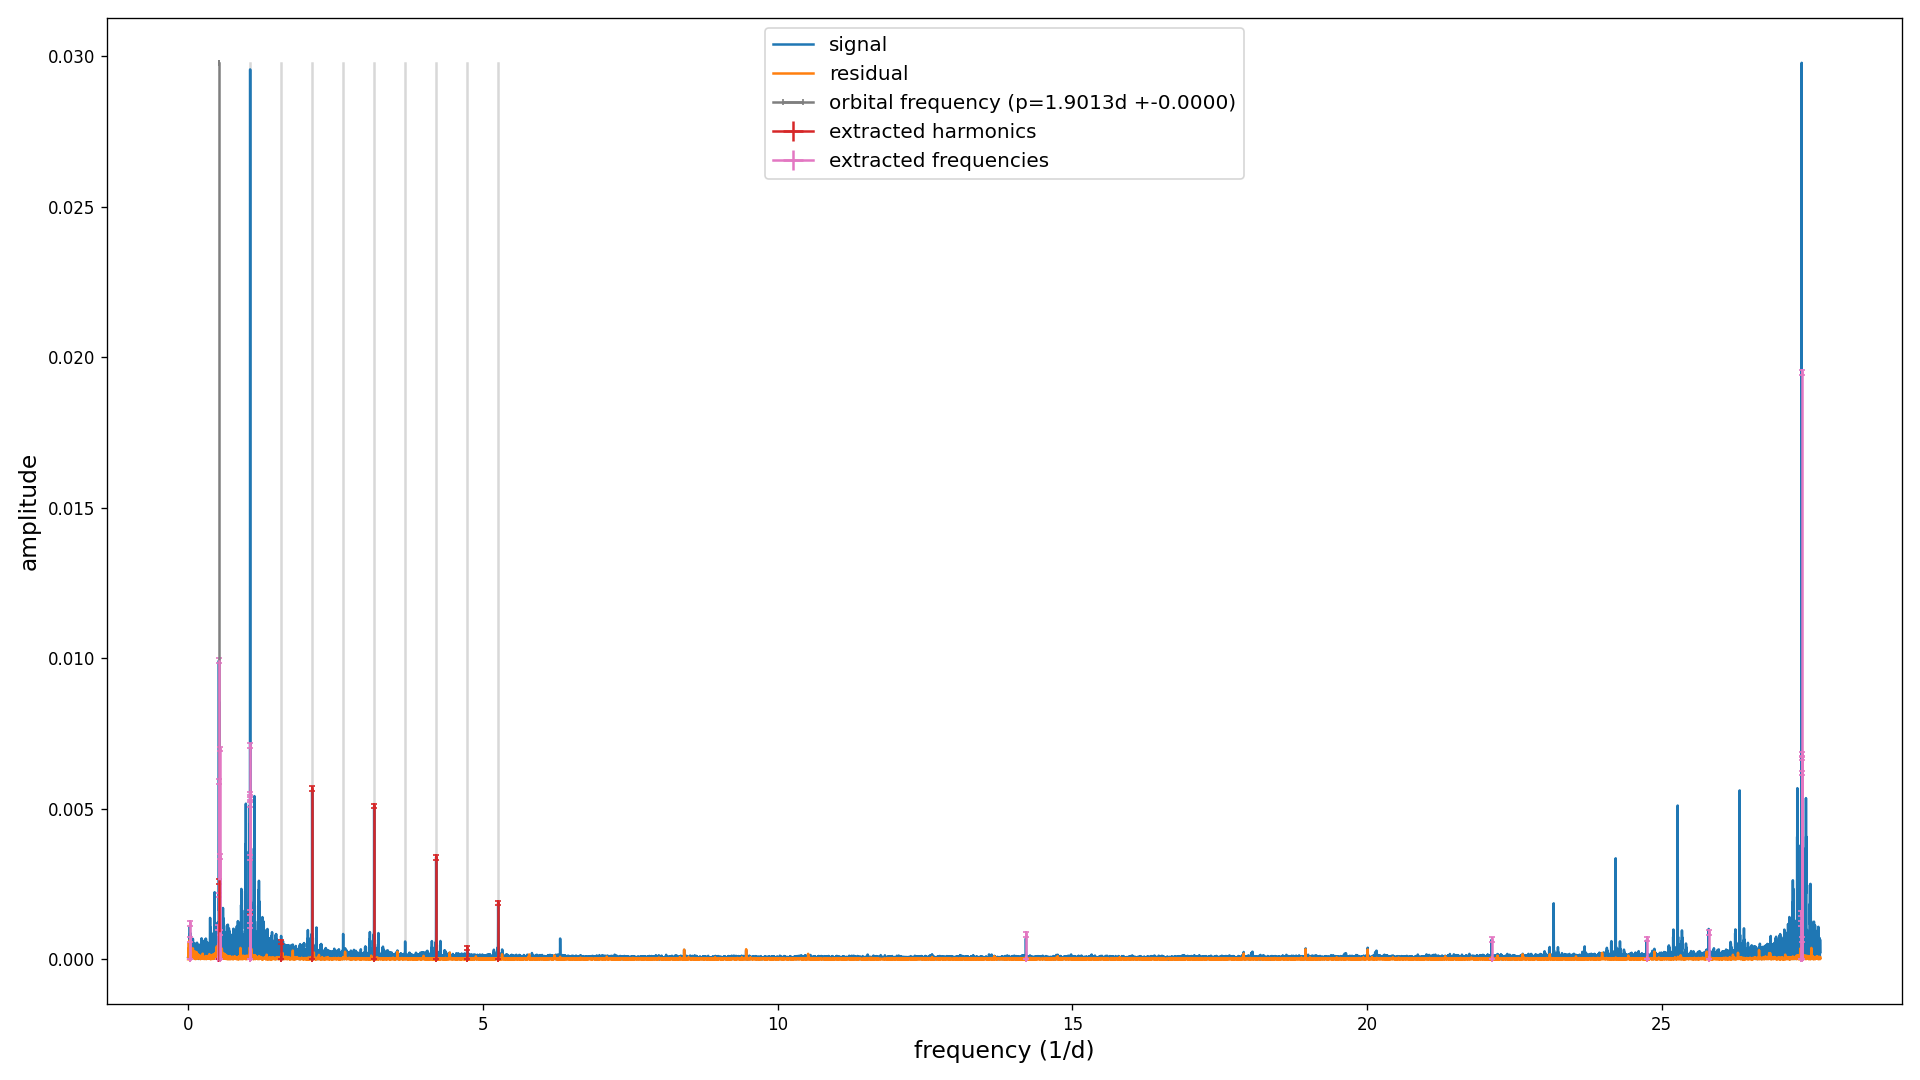 signal
residual
orbital frequency (p=1.9013d +-0.0000)
extracted harmonics
extracted frequencies
amplitude
0.030
0.025
0.020
0.015
0.010
0.005
0.000
0 5 10 15 20 25
frequency (1/d)